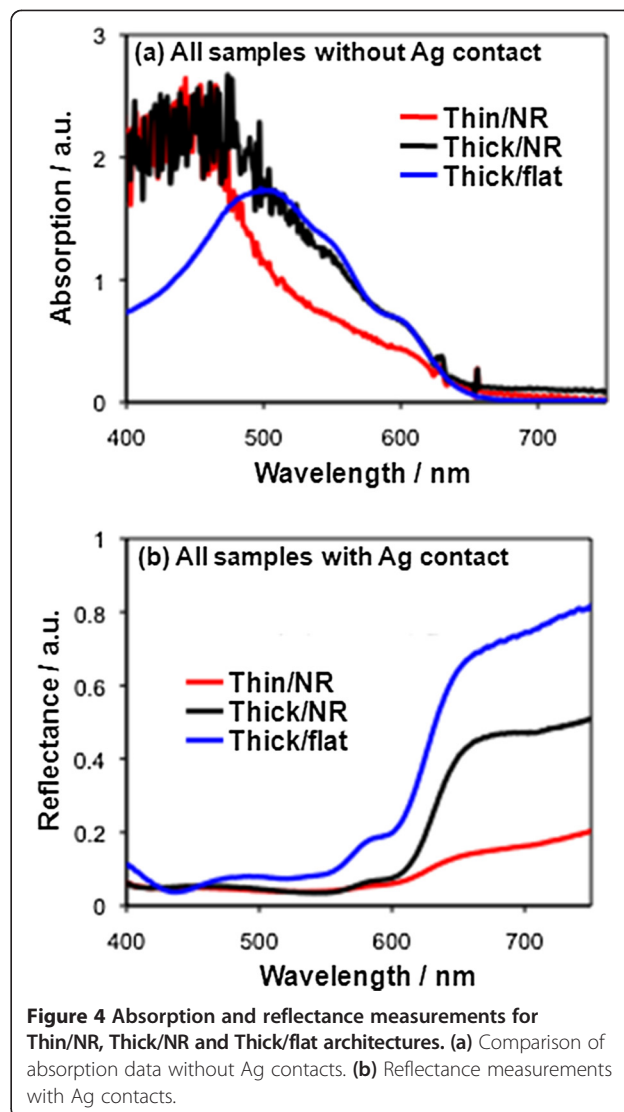 (a) All samples without Ag contact
3
2
1
0
Absorption / a.u.
Thin/NR
Thick/NR
Thick/flat
400 500 600 700
Wavelength / nm
(b) All samples with Ag contact
1
0.8
0.6
0.4
0.2
0
Reflectance / a.u.
Thin/NR
Thick/NR
Thick/flat
400 500 600 700
Wavelength / nm
Figure 4 Absorption and reflectance measurements for
Thin/NR, Thick/NR and Thick/flat architectures. (a) Comparison of
absorption data without Ag contacts. (b) Reflectance measurements
with Ag contacts.